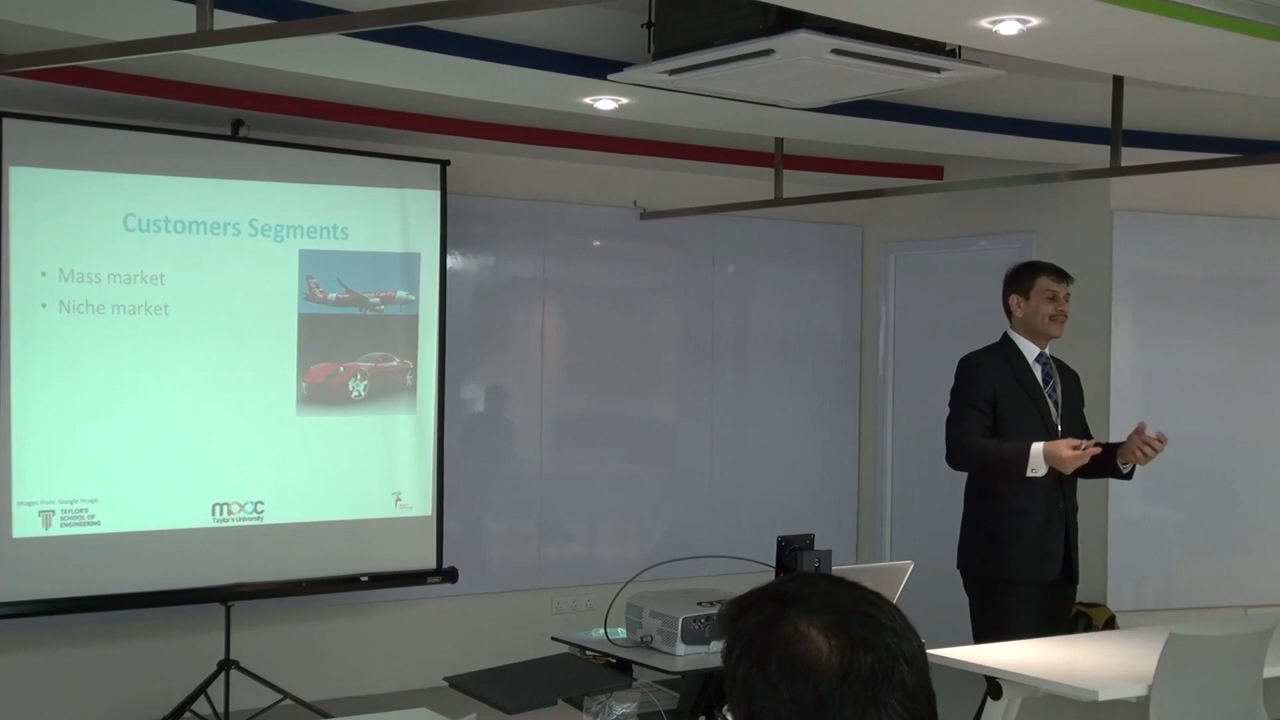 Customers Segments
• Mass market
• Niche market
Images from: Google Image
TAYLOR'S
SCHOOL OF
ENGINEERING
mooc
Taylor's University